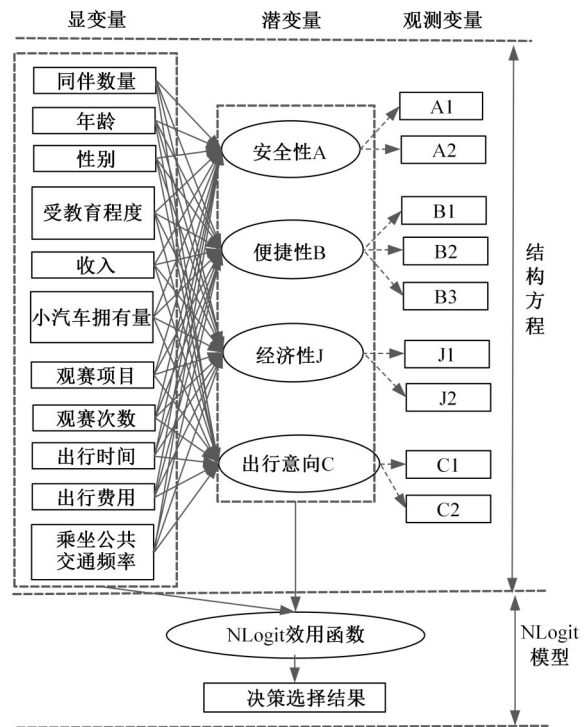 显变量
潜变量
观测变量
同伴数量
年龄
性别
受教育程度
收入
小汽车拥有量
观赛项目
观赛次数
出行时间
出行费用
乘坐公共
交通频率
安全性A
便捷性B
经济性J
出行意向C
A1
A2
B1
B2
B3
J1
J2
C1
C2
结构方程
NLogit效用函数
决策选择结果
NLogit
模型